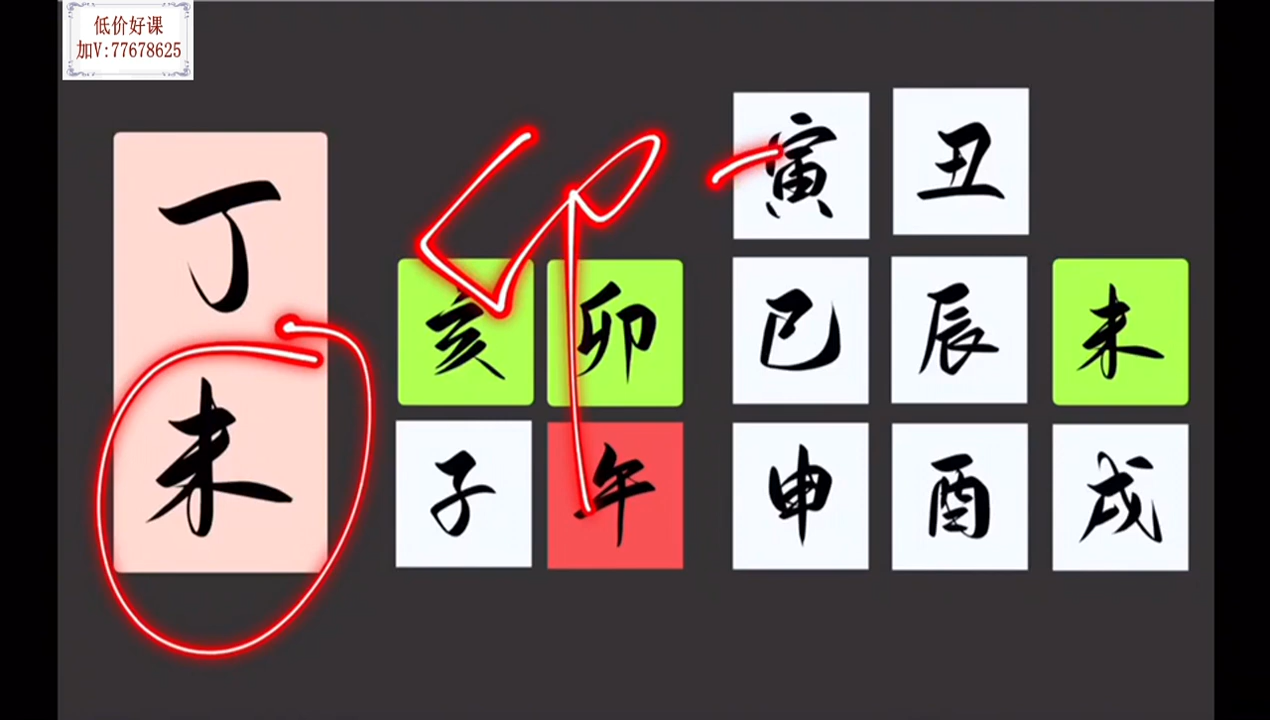 低价好课
加V:77678625
丁
未
卯
寅 丑
亥 卯 巳 辰 未
子 午 申 酉 戌